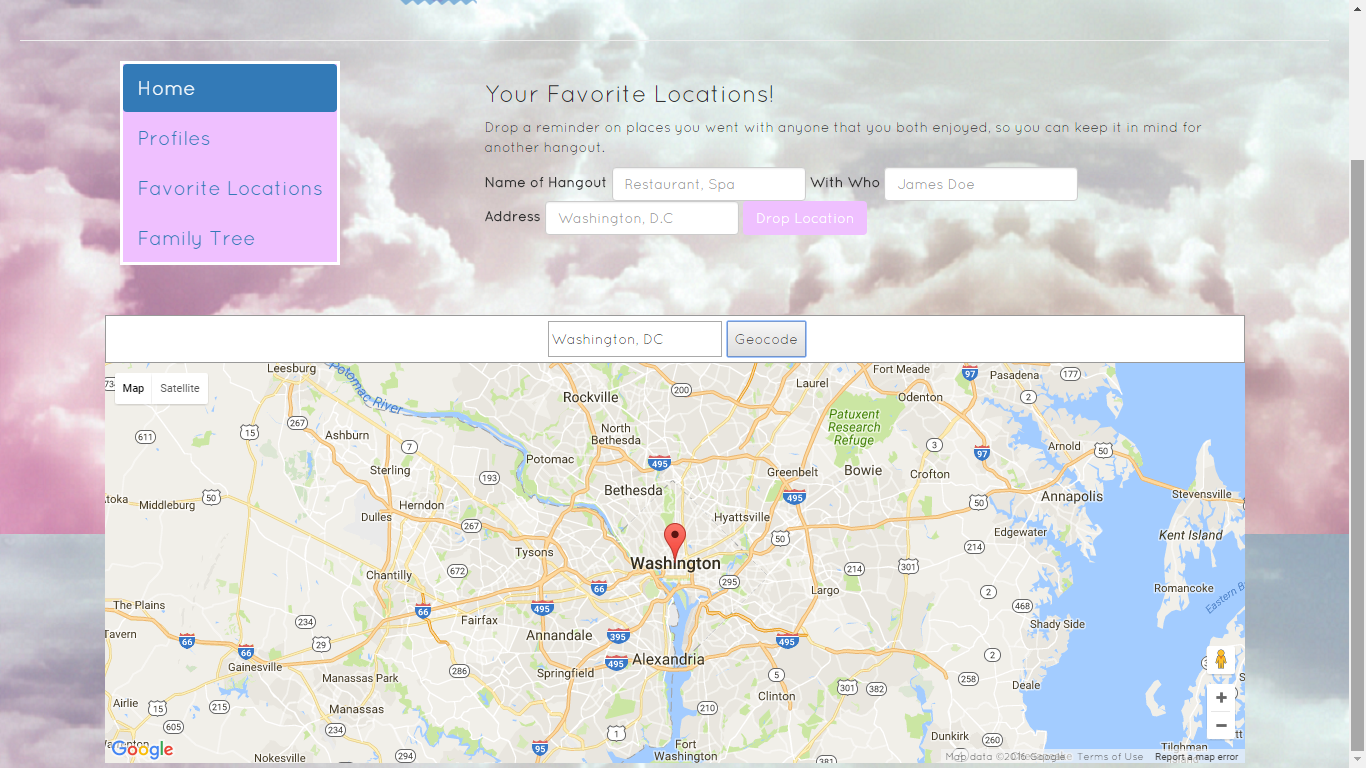 Home
Profiles
Favorite Locations
Family Tree
Your Favorite Locations!
Drop a reminder on places you went with anyone that you both enjoyed, so you can keep it in mind for
another hangout.
Name of Hangout Restaurant, Spa With Who James Doe
Address Washington, D.C Drop Location
Washington, DC Geocode
Map Satellite
Leesburg
Potomac River
Fort Meade
97
Pasadena
177
Laurel
200
Rockville
Odenton
2
267
15
611
Ashburn
7
North
Bethesda
Patuxent
Research
Refuge
3
97
Arnold
50
Sterling
193
Potomac
495
Greenbelt
Bowie
Crofton
Bethesda
495
50
Annapolis
Stevensville
Middleburg
50
Herndon
Dulles
267
Hyattsville
50
Edgewater
214
Kent Island
Tysons
Washington
672
Chantilly
295
214
301
Largo
66
2
Romancoke
The Plains
66
495
468
Eastern
234
Fairfax
Shady Side
66
29
66
Annandale
395
495
Gainesville
495
Alexandria
2
286
Springfield
Manassas Park
5
258
Clinton
301
382
Deale
Airlie
15
215
Manassas
210
605
234
1
Dunkirk
260
294
95
Fort
Washington
Tilghman
Nokesville
Google
Map data ©2016 Google Terms of Use Report a map error